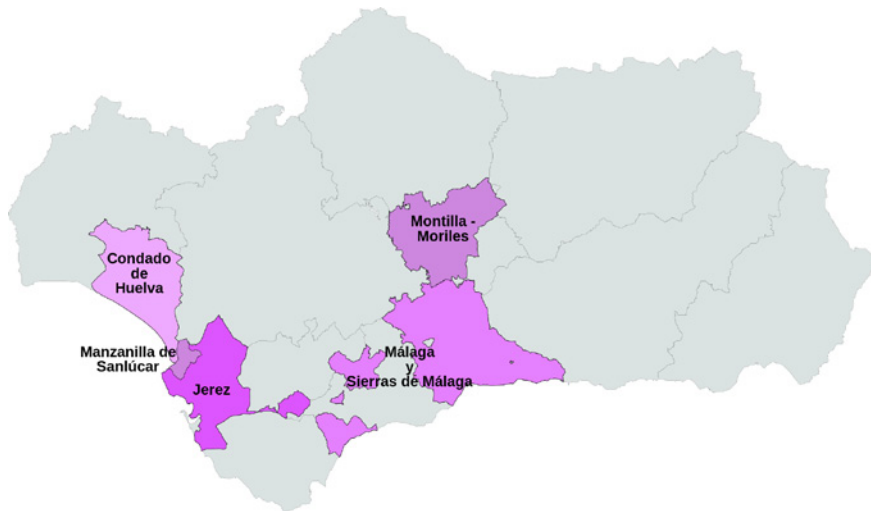 Montilla -
Moriles
Condado
de
Huelva
Manzanilla de
Sanlúcar
Málaga
y
Sierras de Málaga
Jerez